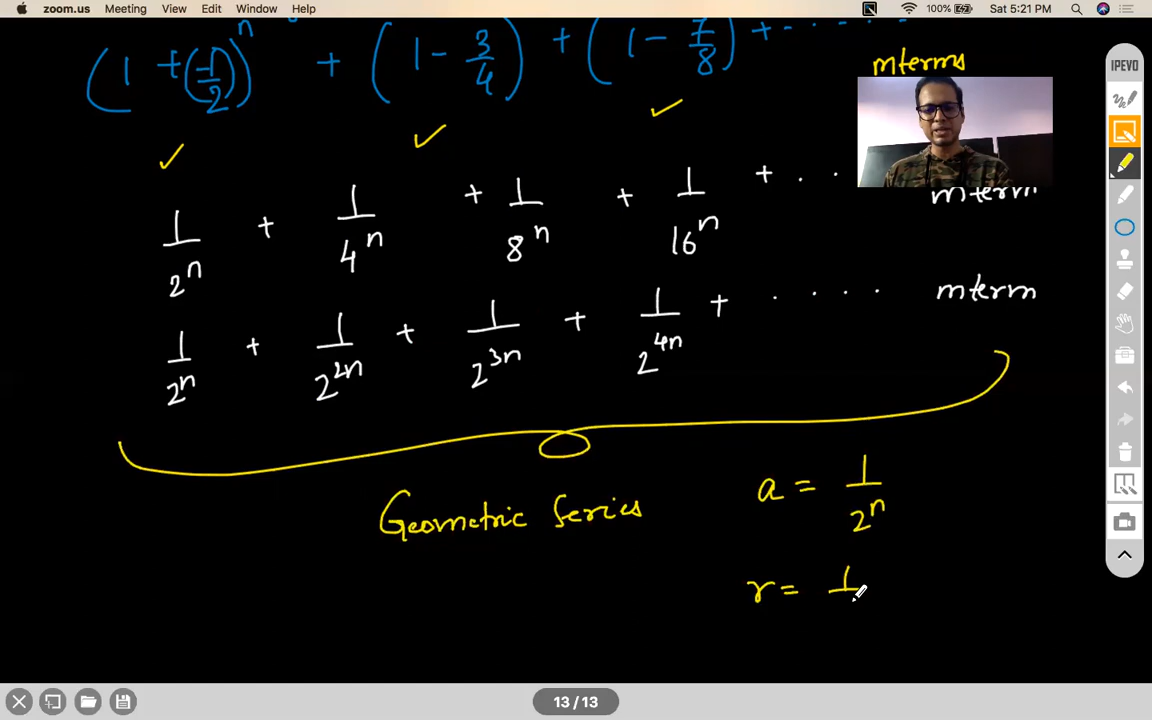 zoom.us Meeting View Edit Window Help 100% Sat 5:21 PM
IPEVO
(1 + (-1/2))^n + (1 - 3/4) + (1 - 7/8) + ......
mterms
1/2^n + 1/4^n + 1/8^n + 1/16^n + .. mterm
1/2^n + 1/2^2n + 1/2^3n + 1/2^4n + .... mterm
Geometric Series a = 1/2^n
r = 1/
13 / 13